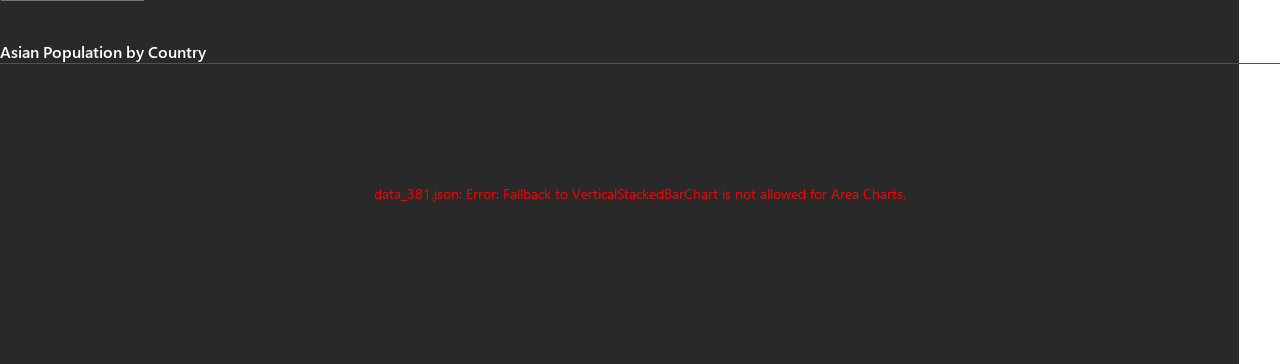 Asian Population by Country
data_381.json: Error: Fallback to VerticalStackedBarChart is not allowed for Area Charts.